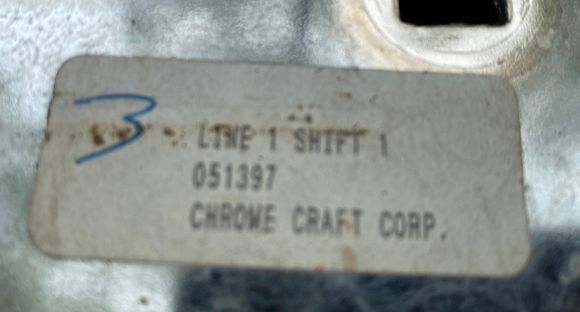 3
LINE 1 SHIFT 1
051397
CHROME CRAFT CORP.